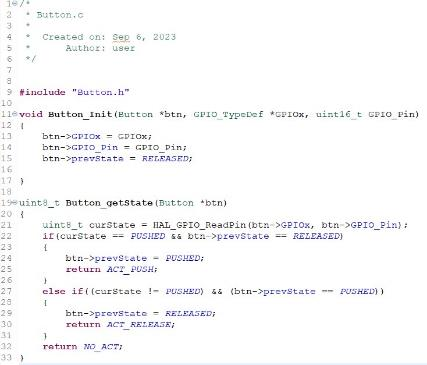 1 /*
2  * Button.c
3  *
4  *  Created on: Sep 6, 2023
5  *      Author: user
6  */
7
8
9 #include "Button.h"
10
11 void Button_Init(Button *btn, GPIO_TypeDef *GPIOx, uint16_t GPIO_Pin)
12 {
13     btn->GPIOx = GPIOx;
14     btn->GPIO_Pin = GPIO_Pin;
15     btn->prevState = RELEASED;
16
17 }
18
19 uint8_t Button_getState(Button *btn)
20 {
21     uint8_t curState = HAL_GPIO_ReadPin(btn->GPIOx, btn->GPIO_Pin);
22     if(curState == PUSHED && btn->prevState == RELEASED)
23     {
24         btn->prevState = PUSHED;
25         return ACT_PUSH;
26     }
27     else if((curState != PUSHED) && (btn->prevState == PUSHED))
28     {
29         btn->prevState = RELEASED;
30         return ACT_RELEASE;
31     }
32     return NO_ACT;
33 }